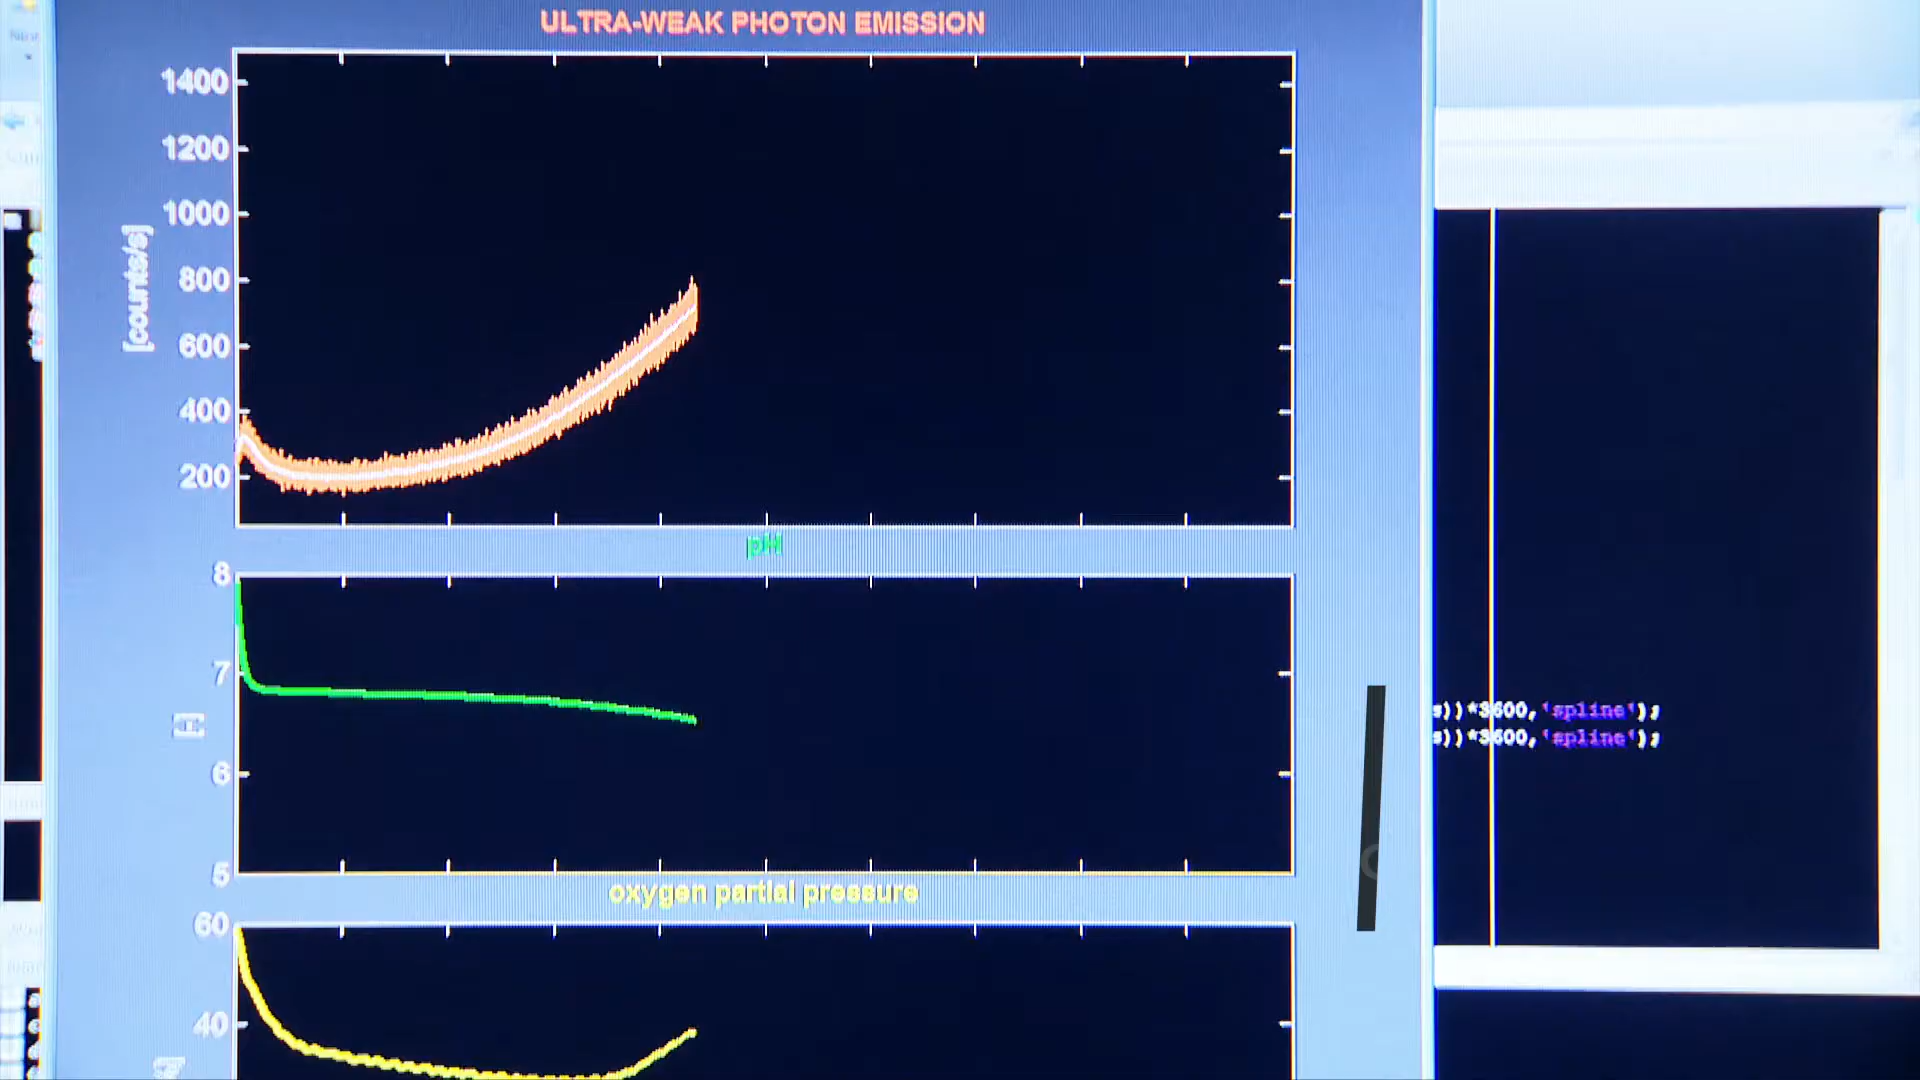 ULTRA-WEAK PHOTON EMISSION
1400
1200
1000
800
600
400
200
[counts/s]
pH
8
7
6
5
[-]
s))*3600,'spline');
s))*3600,'spline');
oxygen partial pressure
60
40